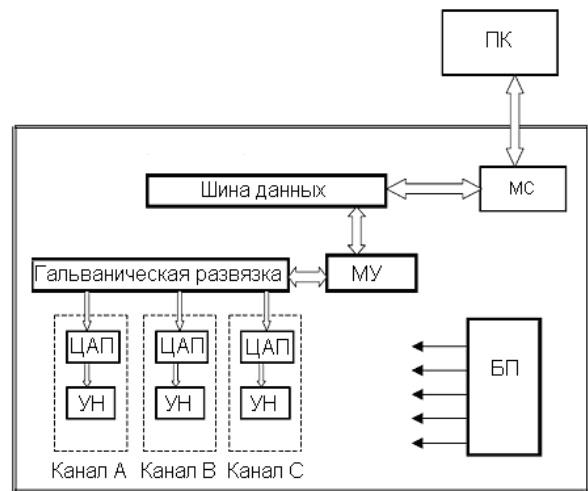 ПК
Шина данных
МС
Гальваническая развязка
МУ
ЦАП
ЦАП
ЦАП
БП
УН
УН
УН
Канал А
Канал В
Канал С